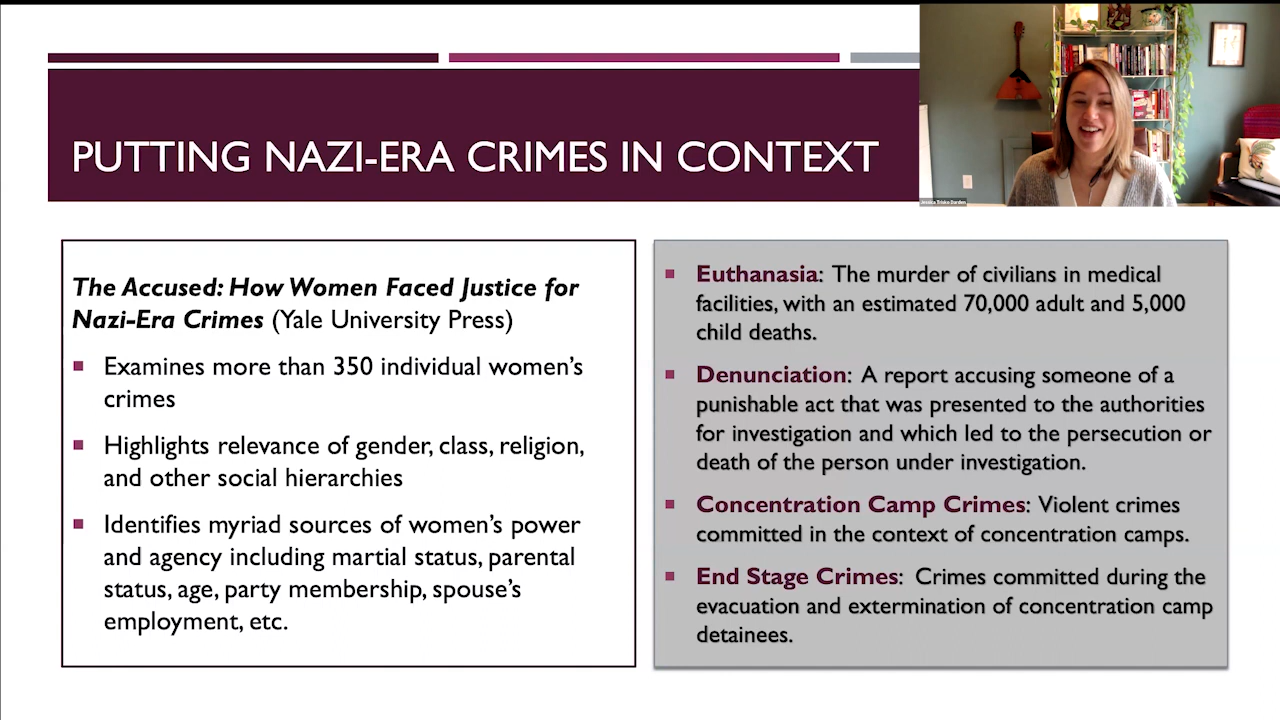 PUTTING NAZI-ERA CRIMES IN CONTEXT
Jessica Trisko Darden
The Accused: How Women Faced Justice for
Nazi-Era Crimes (Yale University Press)
Examines more than 350 individual women's
crimes
Highlights relevance of gender, class, religion,
and other social hierarchies
Identifies myriad sources of women's power
and agency including martial status, parental
status, age, party membership, spouse's
employment, etc.
Euthanasia: The murder of civilians in medical
facilities, with an estimated 70,000 adult and 5,000
child deaths.
Denunciation: A report accusing someone of a
punishable act that was presented to the authorities
for investigation and which led to the persecution or
death of the person under investigation.
Concentration Camp Crimes: Violent crimes
committed in the context of concentration camps.
End Stage Crimes: Crimes committed during the
evacuation and extermination of concentration camp
detainees.